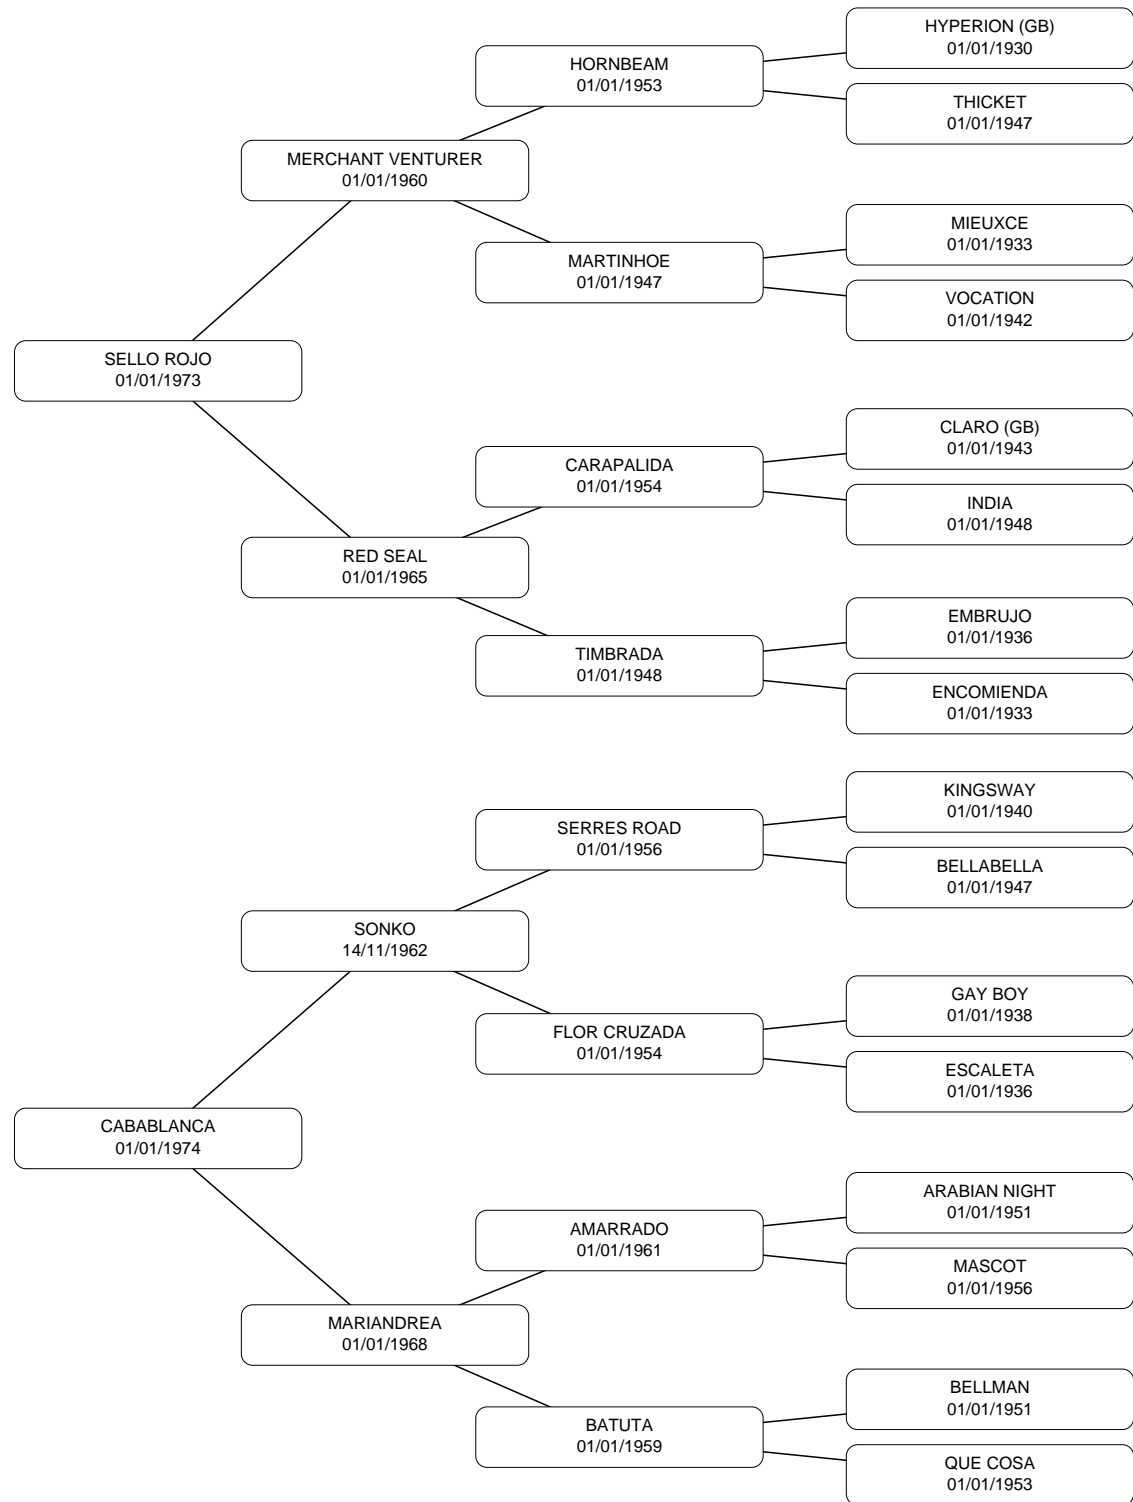 HYPERION (GB)
01/01/1930
HORNBEAM
01/01/1953
THICKET
01/01/1947
MERCHANT VENTURER
01/01/1960
MIEUXCE
01/01/1933
MARTINHOE
01/01/1947
VOCATION
01/01/1942
SELLO ROJO
01/01/1973
CLARO (GB)
01/01/1943
CARAPALIDA
01/01/1954
INDIA
01/01/1948
RED SEAL
01/01/1965
EMBRUJO
01/01/1936
TIMBRADA
01/01/1948
ENCOMIENDA
01/01/1933
KINGSWAY
01/01/1940
SERRES ROAD
01/01/1956
BELLABELLA
01/01/1947
SONKO
14/11/1962
GAY BOY
01/01/1938
FLOR CRUZADA
01/01/1954
ESCALETA
01/01/1936
CABABLANCA
01/01/1974
ARABIAN NIGHT
01/01/1951
AMARRADO
01/01/1961
MASCOT
01/01/1956
MARIANDREA
01/01/1968
BELLMAN
01/01/1951
BATUTA
01/01/1959
QUE COSA
01/01/1953